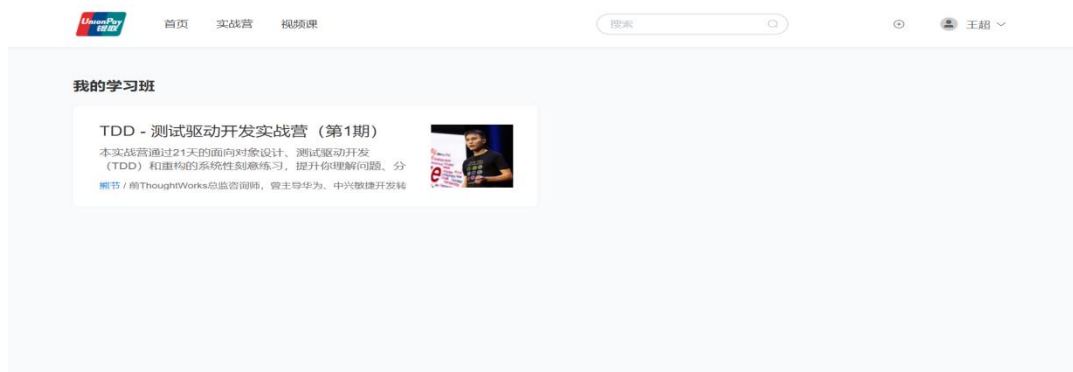 UnionPay
银联
首页 实战营 视频课
搜索
王超
我的学习班
TDD - 测试驱动开发实战营（第1期）
本实战营通过21天的面向对象设计、测试驱动开发
（TDD）和重构的系统性刻意练习，提升你理解问题、分
熊节 / 前ThoughtWorks总监咨询师，曾主导华为、中兴敏捷开发转